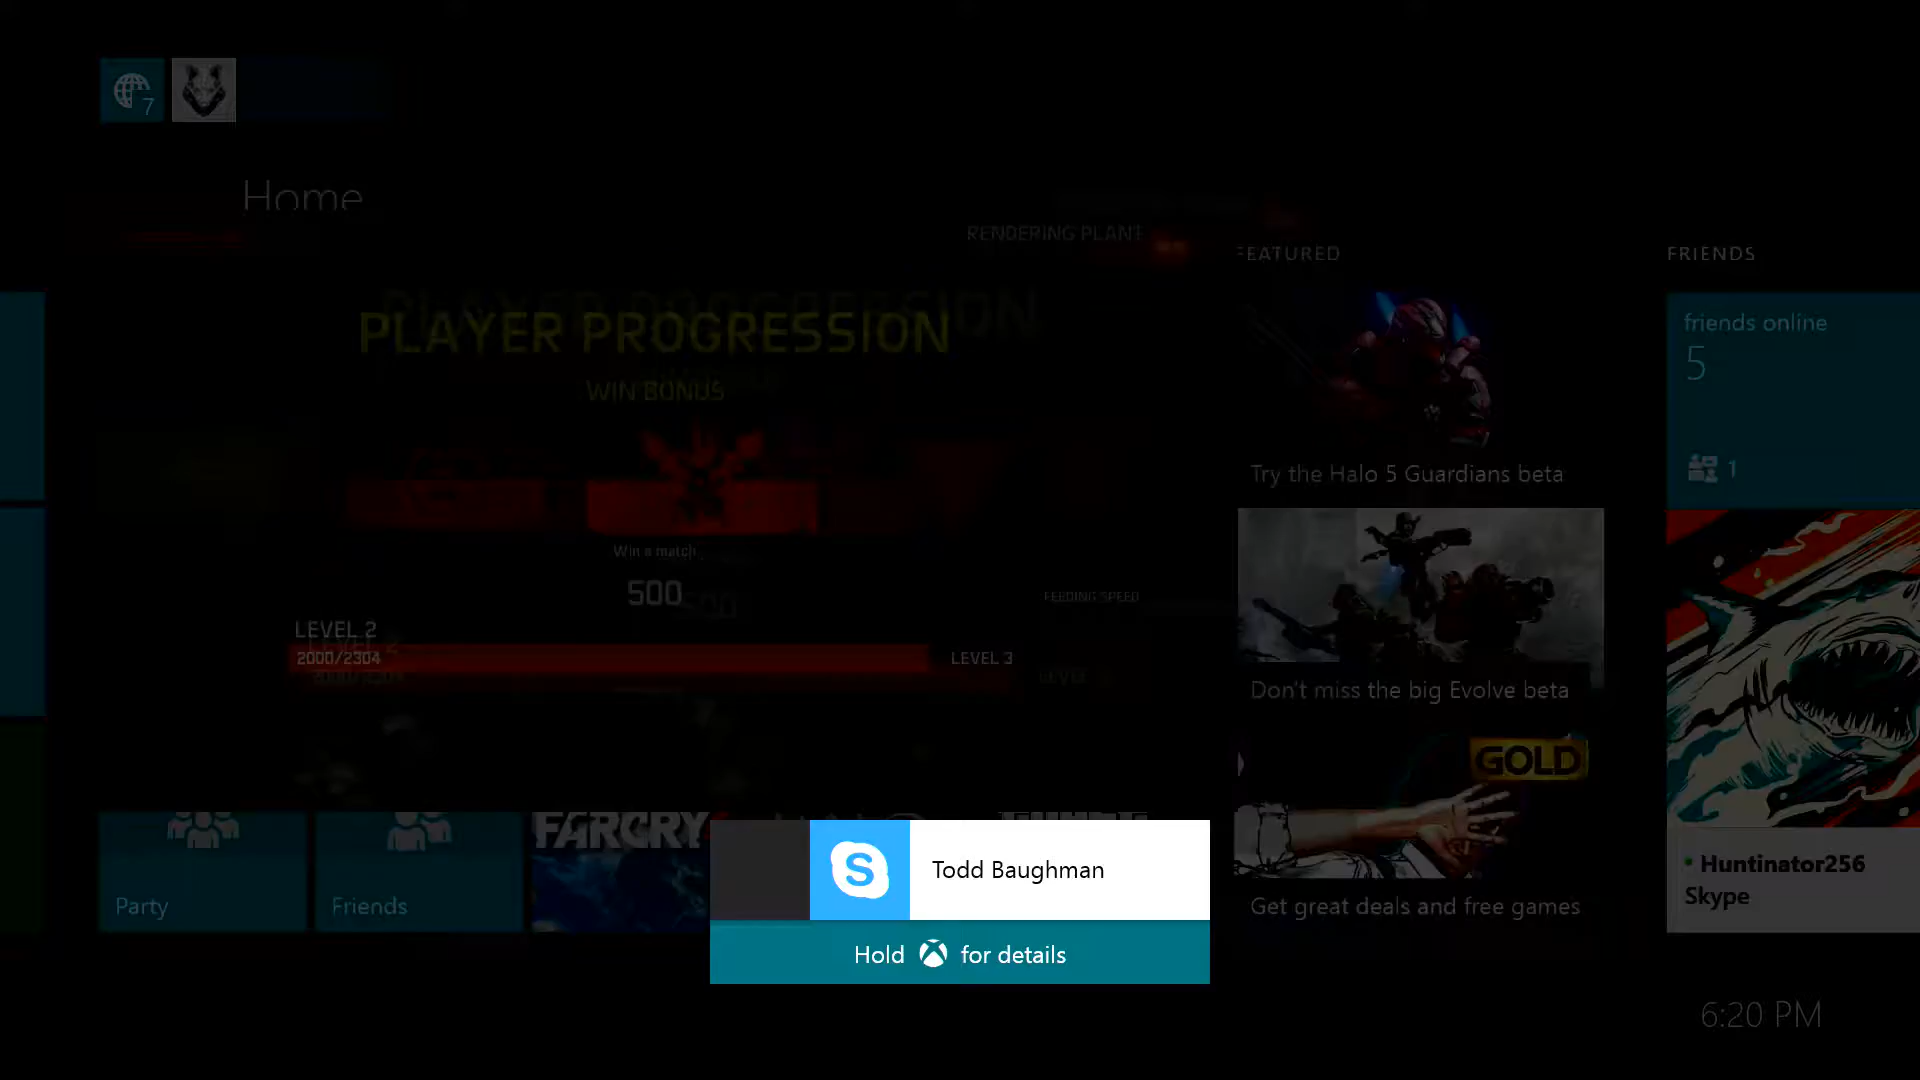 7
Home
RENDERING PLANT
FEATURED
FRIENDS
PLAYER PROGRESSION
friends online
5
WIN BONUS
1
Try the Halo 5 Guardians beta
Win a match
500
FEEDING SPEED
LEVEL 2
2000/2304
LEVEL 3
Don't miss the big Evolve beta
GOLD
FARCRY
Party
Friends
S
Todd Baughman
Hold for details
Get great deals and free games
Huntinator256
Skype
6:20 PM